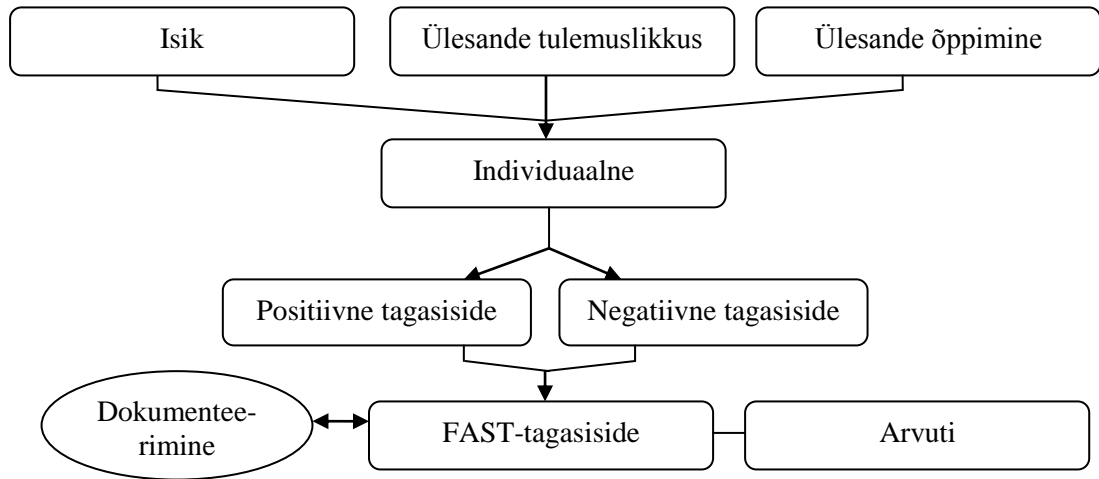 Isik
Ülesande tulemuslikkus
Ülesande õppimine
Individuaalne
Positiivne tagasiside
Negatiivne tagasiside
Dokumentee-
rimine
FAST-tagasiside
Arvuti